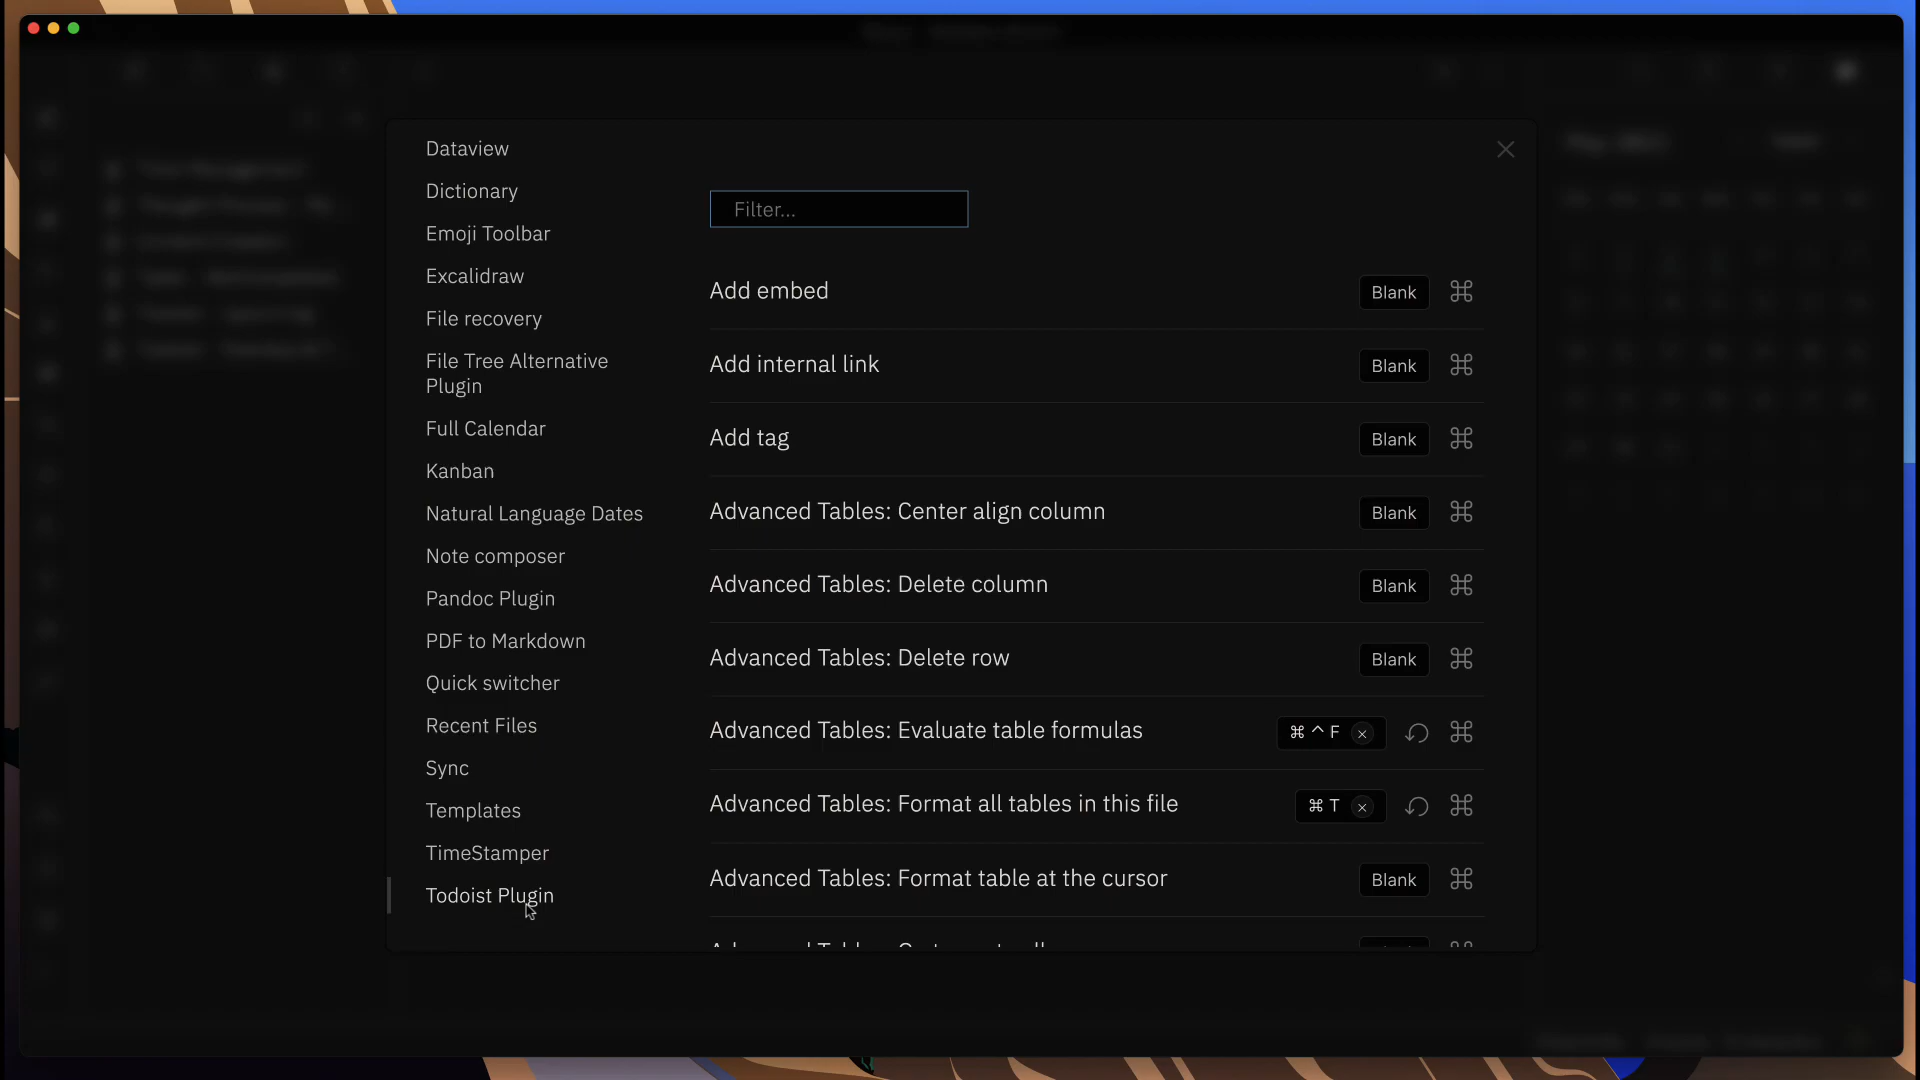 Dataview
Dictionary
Emoji Toolbar
Excalidraw
File recovery
File Tree Alternative
Plugin
Full Calendar
Kanban
Natural Language Dates
Note composer
Pandoc Plugin
PDF to Markdown
Quick switcher
Recent Files
Sync
Templates
TimeStamper
Todoist Plugin
Filter...
Add embed Blank ⌘
Add internal link Blank ⌘
Add tag Blank ⌘
Advanced Tables: Center align column Blank ⌘
Advanced Tables: Delete column Blank ⌘
Advanced Tables: Delete row Blank ⌘
Advanced Tables: Evaluate table formulas ⌘ ^ F ⌘
Advanced Tables: Format all tables in this file ⌘ T ⌘
Advanced Tables: Format table at the cursor Blank ⌘